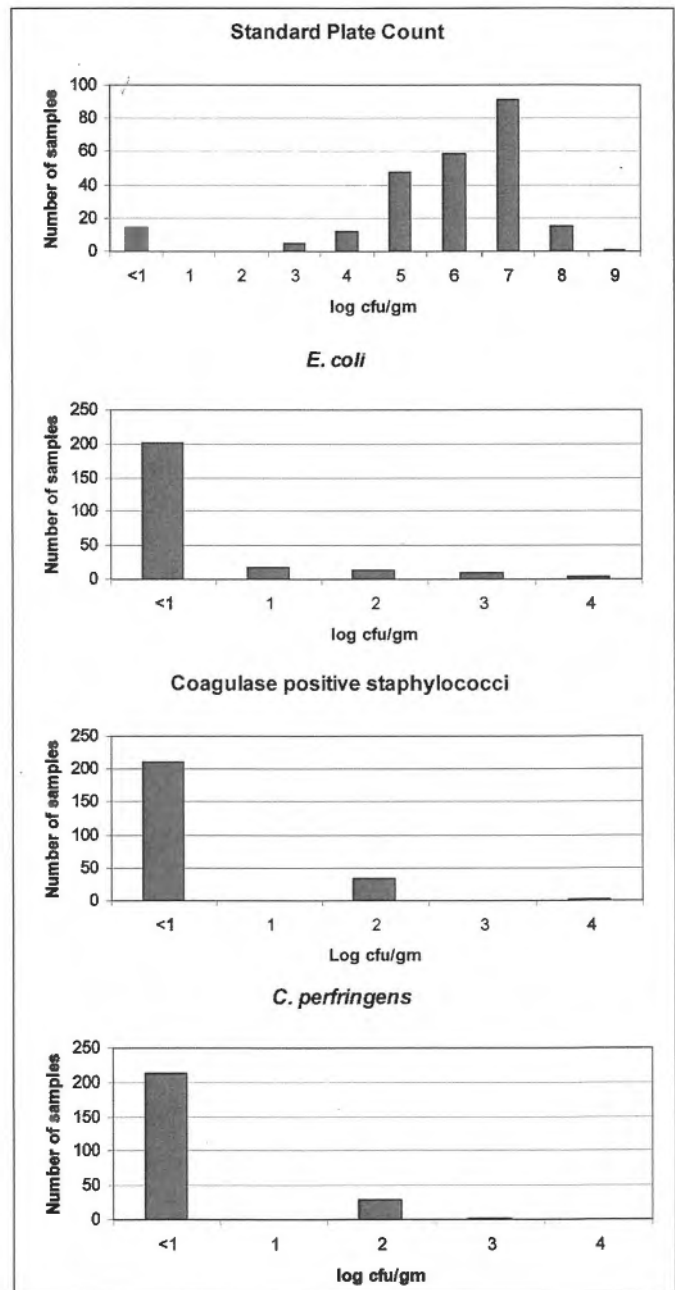 Standard Plate Count
Number of samples
100
80
60
40
20
0
<1 1 2 3 4 5 6 7 8 9
log cfu/gm
E. coli
Number of samples
250
200
150
100
50
0
<1 1 2 3 4
log cfu/gm
Coagulase positive staphylococci
Number of samples
250
200
150
100
50
0
<1 1 2 3 4
Log cfu/gm
C. perfringens
Number of samples
250
200
150
100
50
0
<1 1 2 3 4
log cfu/gm